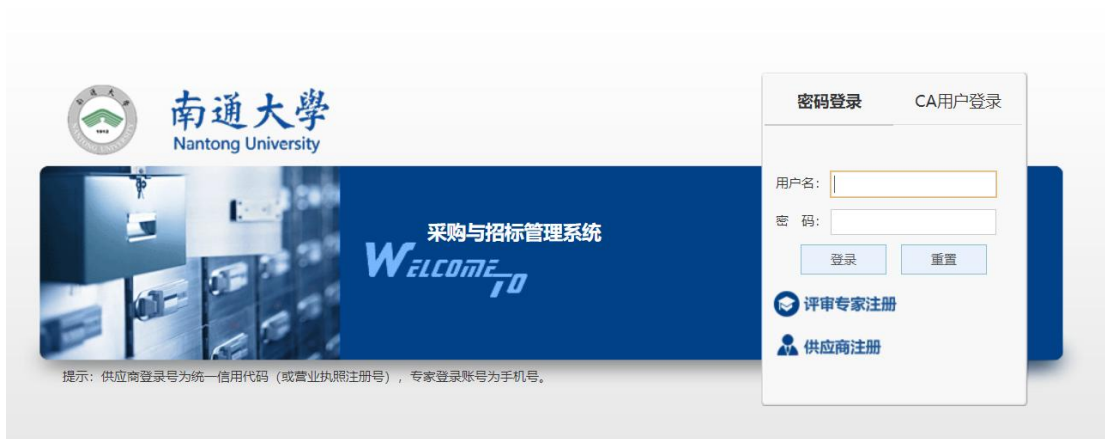 南通大學
Nantong University
采购与招标管理系统
WELCOME
TO
提示：供应商登录号为统一信用代码（或营业执照注册号），专家登录账号为手机号。
密码登录 CA用户登录
用户名：
密 码：
登录 重置
评审专家注册
供应商注册